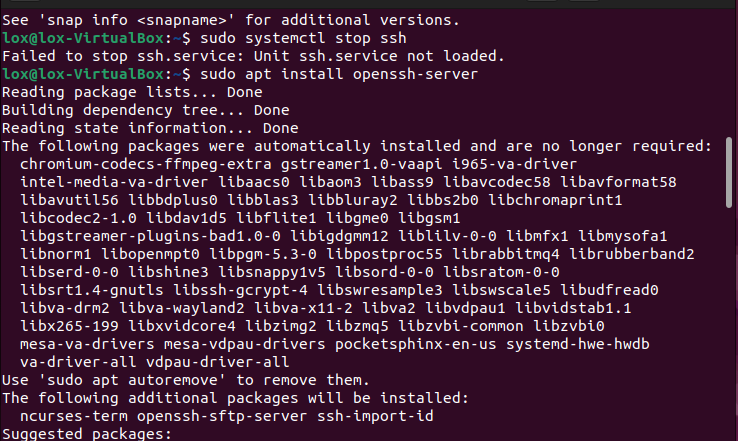 See 'snap info <snapname>' for additional versions.
lox@lox-VirtualBox:~$ sudo systemctl stop ssh
Failed to stop ssh.service: Unit ssh.service not loaded.
lox@lox-VirtualBox:~$ sudo apt install openssh-server
Reading package lists... Done
Building dependency tree... Done
Reading state information... Done
The following packages were automatically installed and are no longer required:
  chromium-codecs-ffmpeg-extra gstreamer1.0-vaapi i965-va-driver
  intel-media-va-driver libaacs0 libaom3 libass9 libavcodec58 libavformat58
  libavutil56 libbdplus0 libblas3 libbluray2 libbs2b0 libchromaprint1
  libcodec2-1.0 libdav1d5 libflite1 libgme0 libgsm1
  libgstreamer-plugins-bad1.0-0 libigdgmm12 liblilv-0-0 libmfx1 libmysofa1
  libnorm1 libopenmpt0 libpgm-5.3-0 libpostproc55 librabbitmq4 librubberband2
  libserd-0-0 libshine3 libsnappy1v5 libsord-0-0 libsratom-0-0
  libsrt1.4-gnutls libssh-gcrypt-4 libswresample3 libswscale5 libudfread0
  libva-drm2 libva-wayland2 libva-x11-2 libva2 libvdpau1 libvidstab1.1
  libx265-199 libxvidcore4 libzimg2 libzmq5 libzvbi-common libzvbi0
  mesa-va-drivers mesa-vdpau-drivers pocketsphinx-en-us systemd-hwe-hwdb
  va-driver-all vdpau-driver-all
Use 'sudo apt autoremove' to remove them.
The following additional packages will be installed:
  ncurses-term openssh-sftp-server ssh-import-id
Suggested packages: